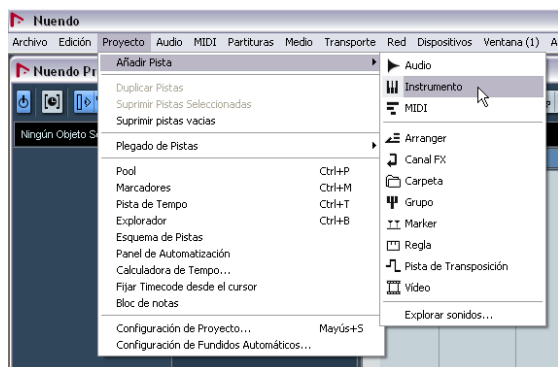 Nuendo
Archivo Edición Proyecto Audio MIDI Partituras Medio Transporte Red Dispositivos Ventana (1) A
Nuendo Pr
Ningún Objeto S
Añadir Pista
Duplicar Pistas
Suprimir Pistas Seleccionadas
Suprimir pistas vacias
Plegado de Pistas
Pool Ctrl+P
Marcadores Ctrl+M
Pista de Tempo Ctrl+T
Explorador Ctrl+B
Esquema de Pistas
Panel de Automatización
Calculadora de Tempo...
Fijar Timecode desde el cursor
Bloc de notas
Configuración de Proyecto... Mayús+S
Configuración de Fundidos Automáticos...
Audio
Instrumento
MIDI
Arranger
Canal FX
Carpeta
Grupo
Marker
Regla
Pista de Transposición
Vídeo
Explorar sonidos...